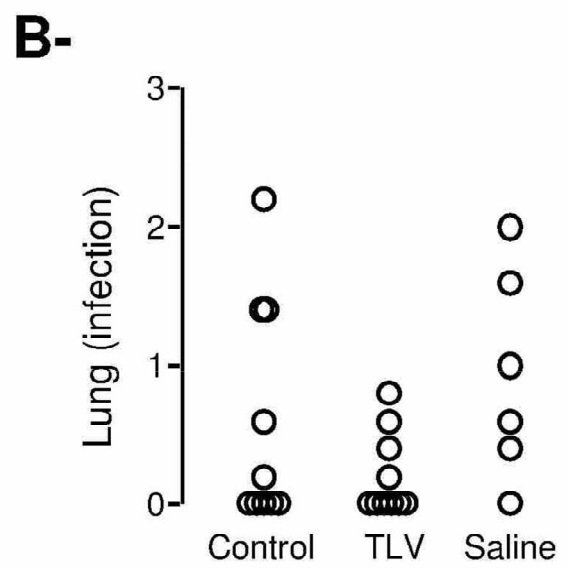 B-
Lung (infection)
3
2
1
0
Control TLV Saline